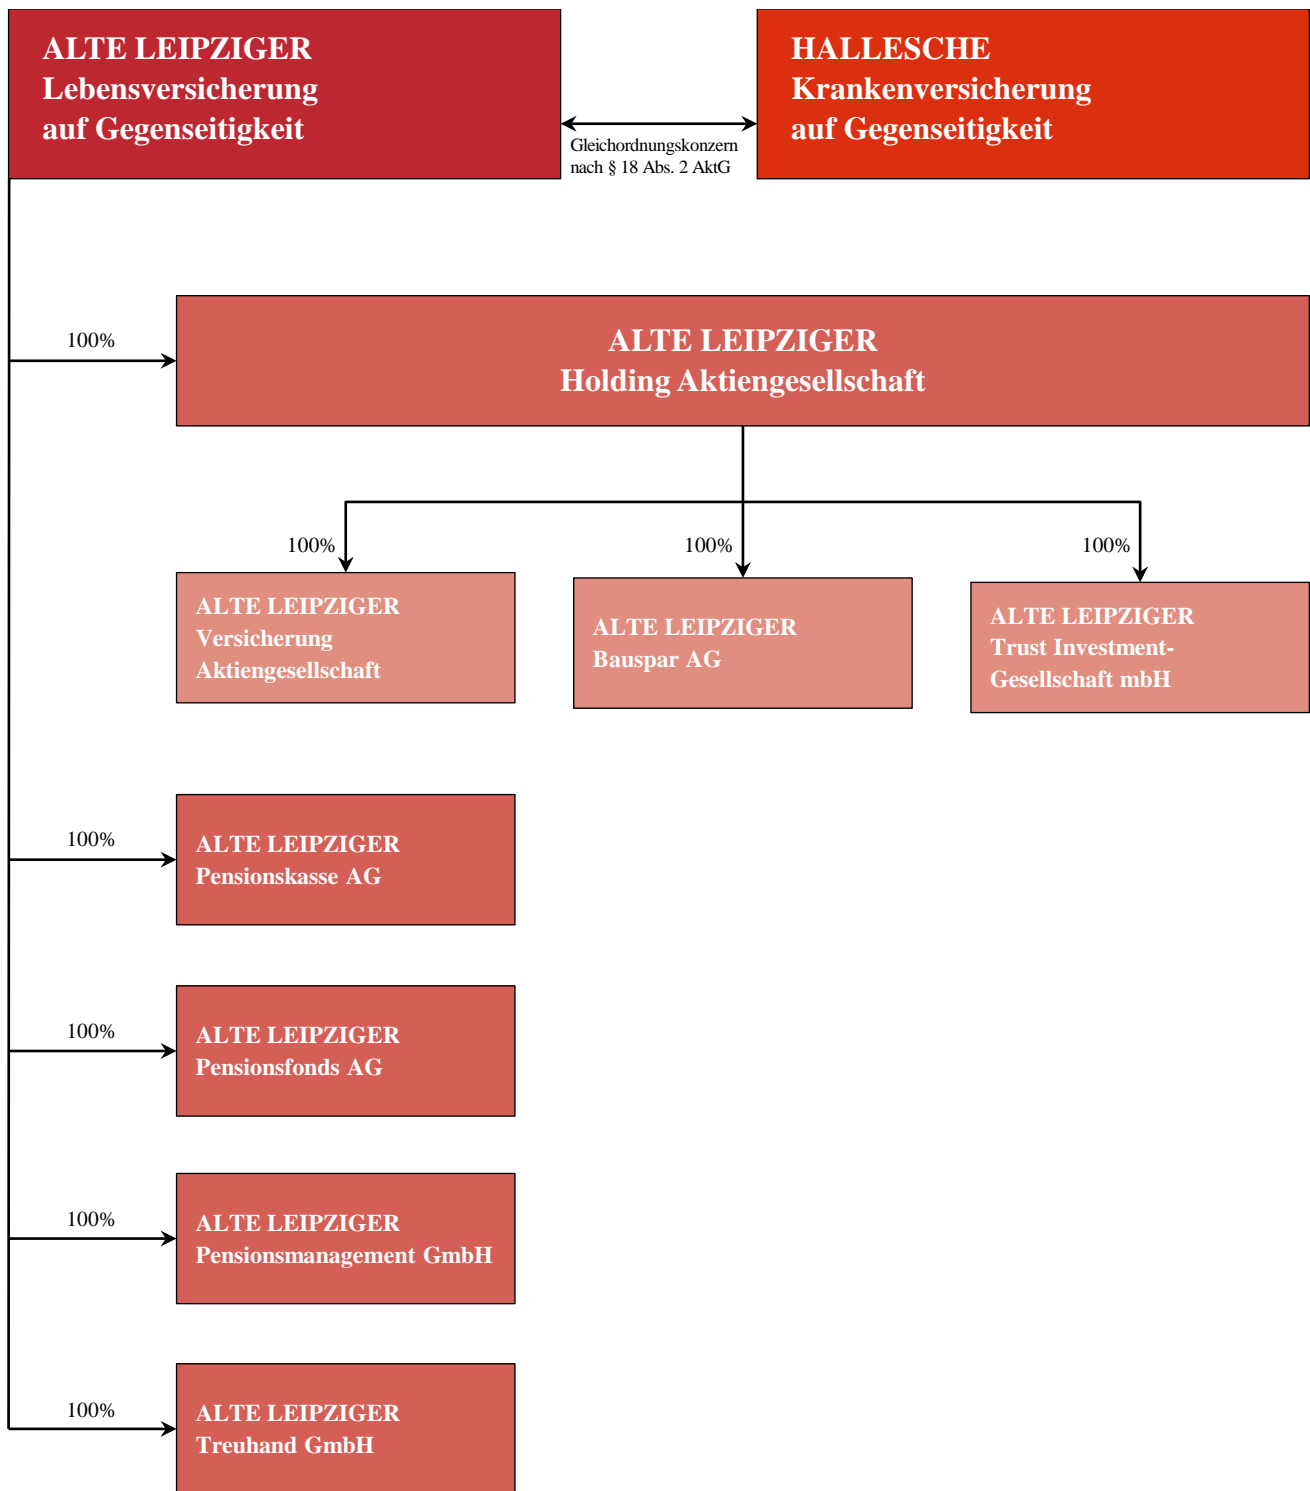 ALTE LEIPZIGER
Lebensversicherung
auf Gegenseitigkeit
Gleichordnungskonzern
nach § 18 Abs. 2 AktG
HALLESCHE
Krankenversicherung
auf Gegenseitigkeit
100%
ALTE LEIPZIGER
Holding Aktiengesellschaft
100%
100%
100%
ALTE LEIPZIGER
Versicherung
Aktiengesellschaft
ALTE LEIPZIGER
Bauspar AG
ALTE LEIPZIGER
Trust Investment-
Gesellschaft mbH
100%
ALTE LEIPZIGER
Pensionskasse AG
100%
ALTE LEIPZIGER
Pensionsfonds AG
100%
ALTE LEIPZIGER
Pensionsmanagement GmbH
100%
ALTE LEIPZIGER
Treuhand GmbH